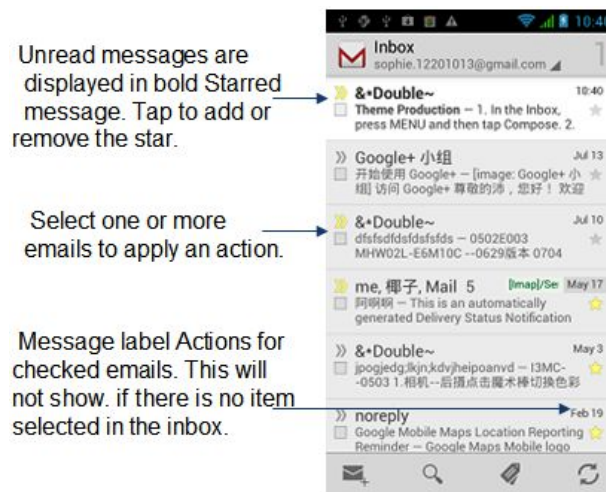 Unread messages are
displayed in bold Starred
message. Tap to add or
remove the star.
Select one or more
emails to apply an action.
Message label Actions for
checked emails. This will
not show. if there is no item
selected in the inbox.
10:40
Inbox
sophie.12201013@gmail.com
1
&*Double~ 10:40
Theme Production – 1. In the Inbox,
press MENU and then tap Compose. 2.
Google+ 小组 Jul 13
开始使用 Google+ – [image: Google+ 小
组] 访问 Google+ 尊敬的沛，您好！ 欢迎
&*Double~ Jul 10
dfsfsdfdsfdsfsfds – 0502E003
MHW02L-E6M10C --0629版本 0704
me, 椰子, Mail 5 [Imap]/Se May 17
阿啊啊 – This is an automatically
generated Delivery Status Notification
&*Double~ May 3
jpogjedg;lkjn;kdvjheipoanvd – I3MC-
-0503 1.相机--后摄点击魔术棒切换色彩
noreply Feb 19
Google Mobile Maps Location Reporting
Reminder – Google Maps Mobile logo